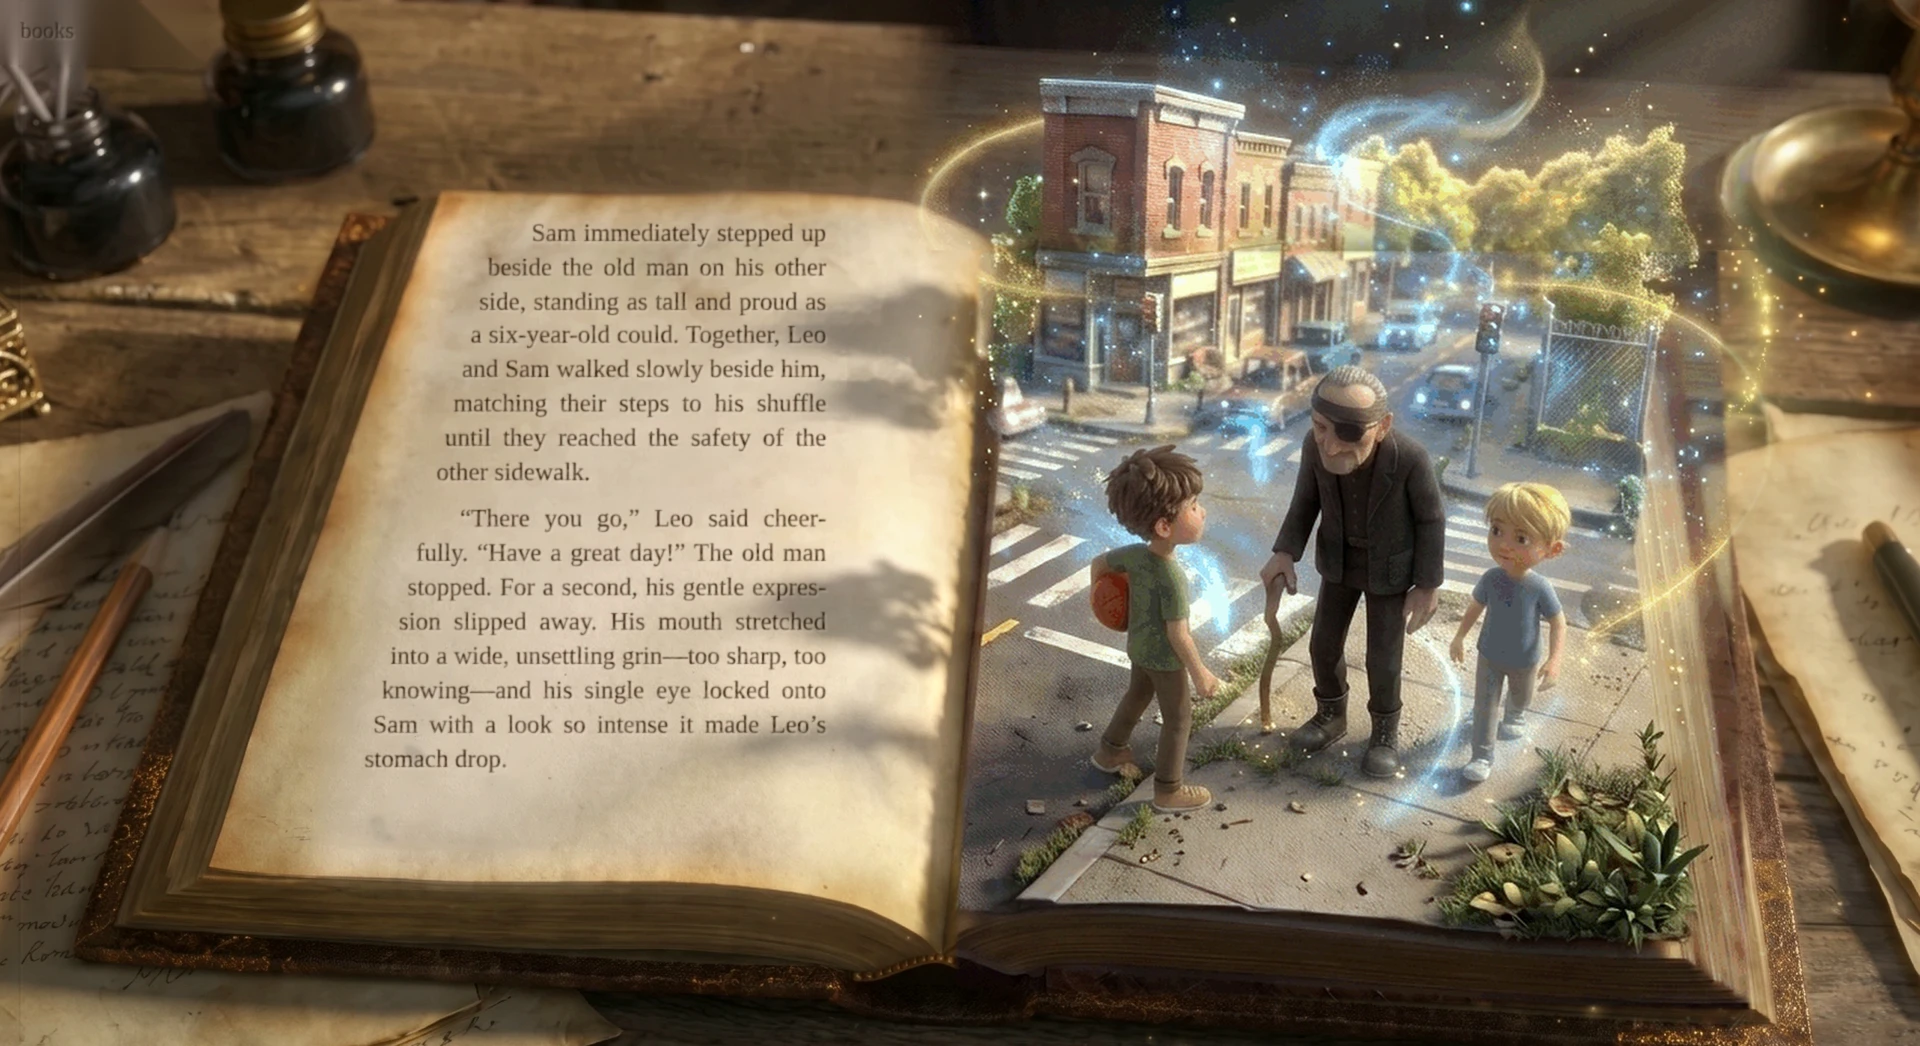 books
Sam immediately stepped up
beside the old man on his other
side, standing as tall and proud as
a six-year-old could. Together, Leo
and Sam walked slowly beside him,
matching their steps to his shuffle
until they reached the safety of the
other sidewalk.
“There you go,” Leo said cheer-
fully. “Have a great day!” The old man
stopped. For a second, his gentle expres-
sion slipped away. His mouth stretched
into a wide, unsettling grin—too sharp, too
knowing—and his single eye locked onto
Sam with a look so intense it made Leo’s
stomach drop.